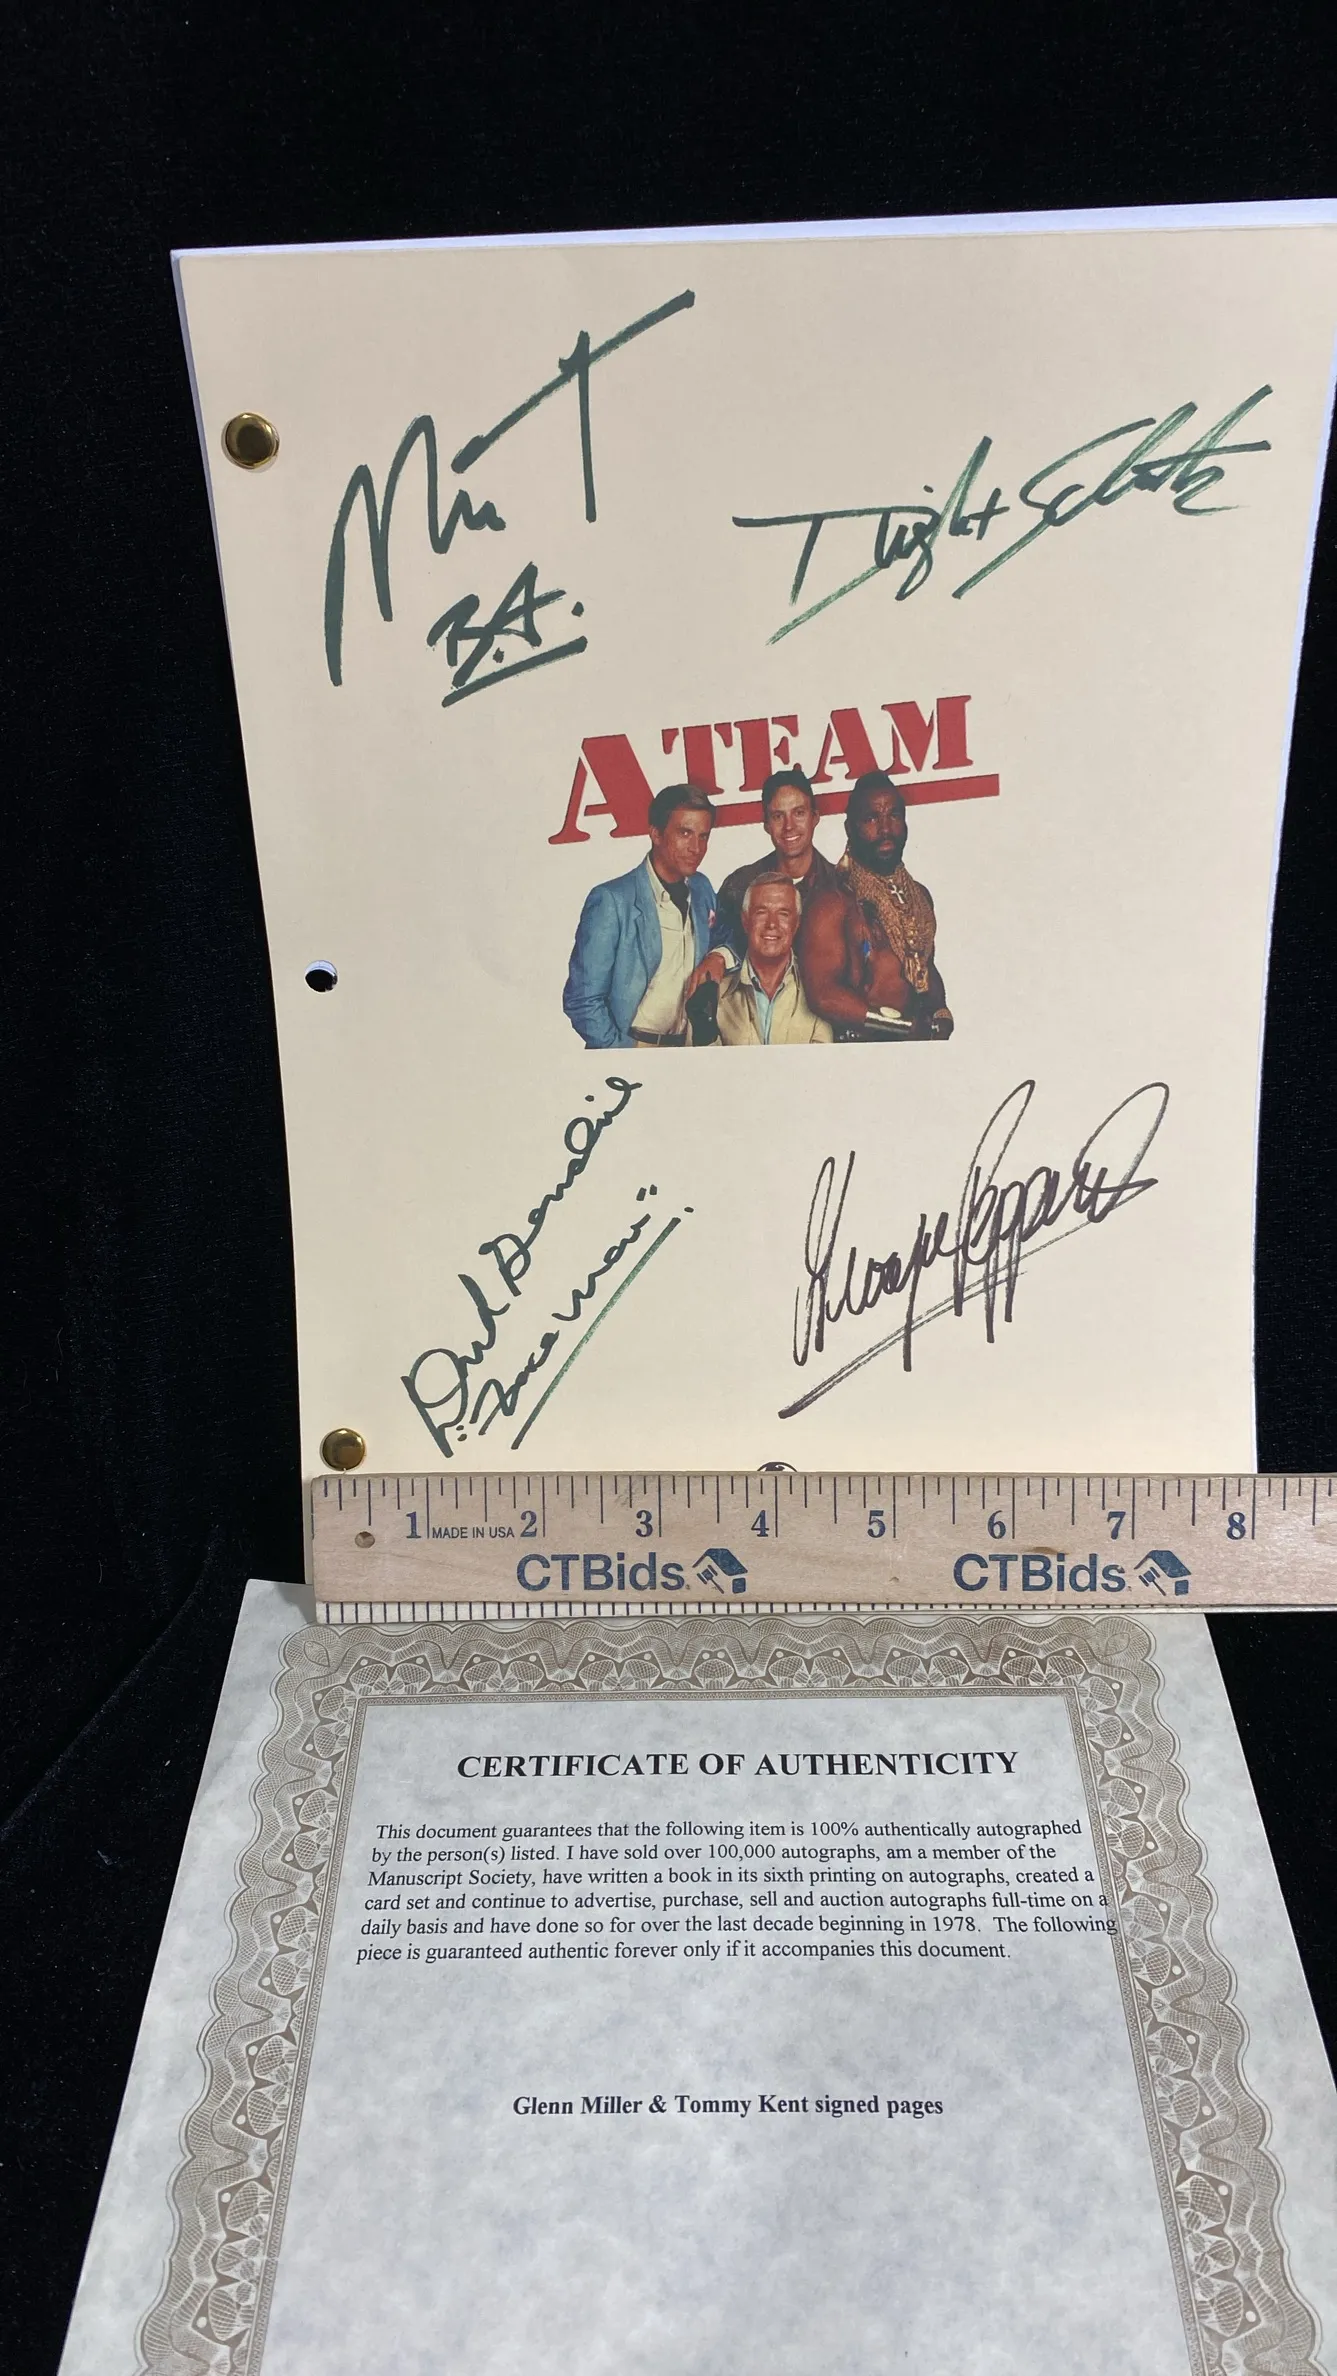 Mr T
B.A.
Dwight Schultz
A TEAM
Dirk Benedict
"Face Man"
George Peppard
1 MADE IN USA 2 3 4 5 6 7 8
CTBids. CTBids.
CERTIFICATE OF AUTHENTICITY
This document guarantees that the following item is 100% authentically autographed
by the person(s) listed. I have sold over 100,000 autographs, am a member of the
Manuscript Society, have written a book in its sixth printing on autographs, created a
card set and continue to advertise, purchase, sell and auction autographs full-time on a
daily basis and have done so for over the last decade beginning in 1978. The following
piece is guaranteed authentic forever only if it accompanies this document.
Glenn Miller & Tommy Kent signed pages